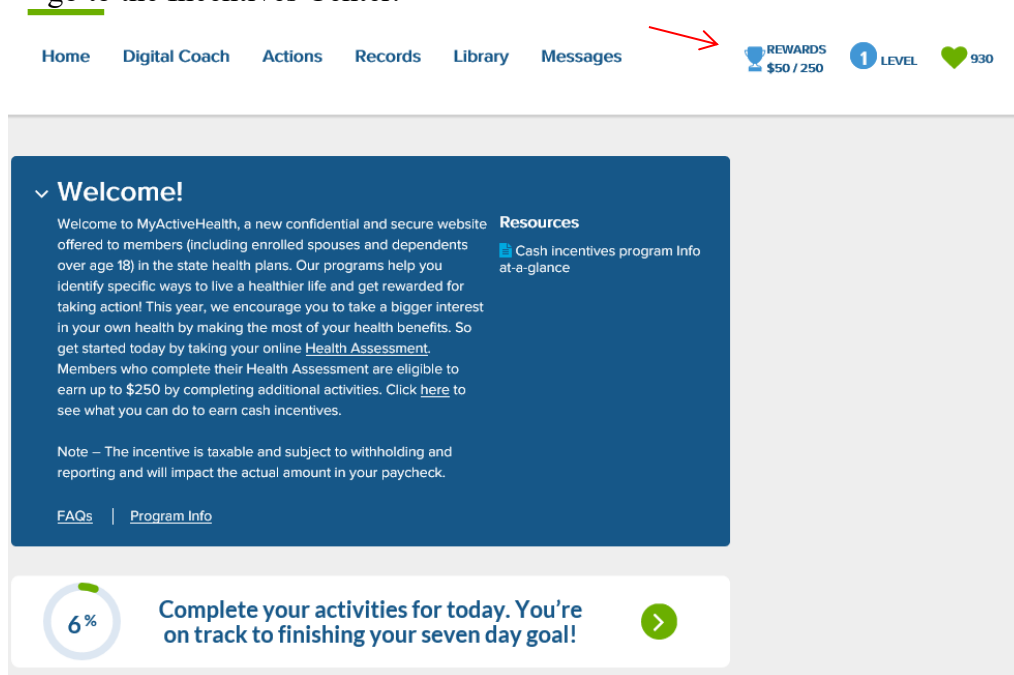 go to the Incentives Center.
Home Digital Coach Actions Records Library Messages
REWARDS
$50 / 250
1 LEVEL
930
Welcome!
Welcome to MyActiveHealth, a new confidential and secure website
offered to members (including enrolled spouses and dependents
over age 18) in the state health plans. Our programs help you
identify specific ways to live a healthier life and get rewarded for
taking action! This year, we encourage you to take a bigger interest
in your own health by making the most of your health benefits. So
get started today by taking your online Health Assessment.
Members who complete their Health Assessment are eligible to
earn up to $250 by completing additional activities. Click here to
see what you can do to earn cash incentives.
Note – The incentive is taxable and subject to withholding and
reporting and will impact the actual amount in your paycheck.
FAQs | Program Info
Resources
Cash incentives program Info
at-a-glance
6%
Complete your activities for today. You're
on track to finishing your seven day goal!